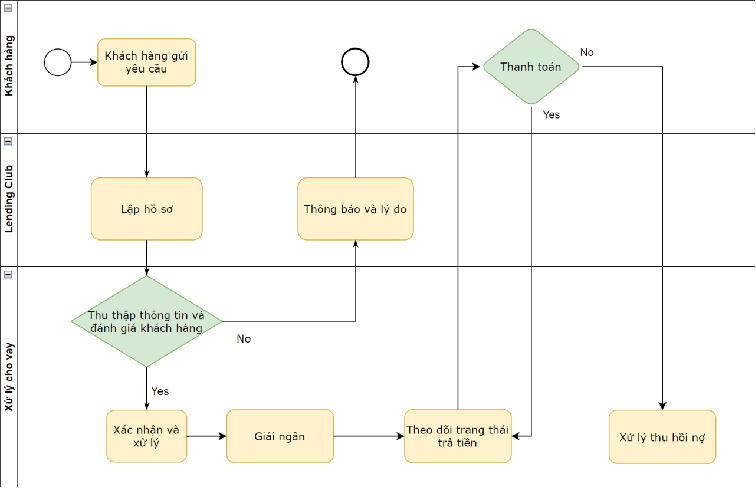 Khách hàng
Khách hàng gửi
yêu cầu
Thanh toán
No
Yes
Lending Club
Lập hồ sơ
Thông báo và lý do
Xử lý cho vay
Thu thập thông tin và
đánh giá khách hàng
No
Yes
Xác nhận và
xử lý
Giải ngân
Theo dõi trạng thái
trả tiền
Xử lý thu hồi nợ